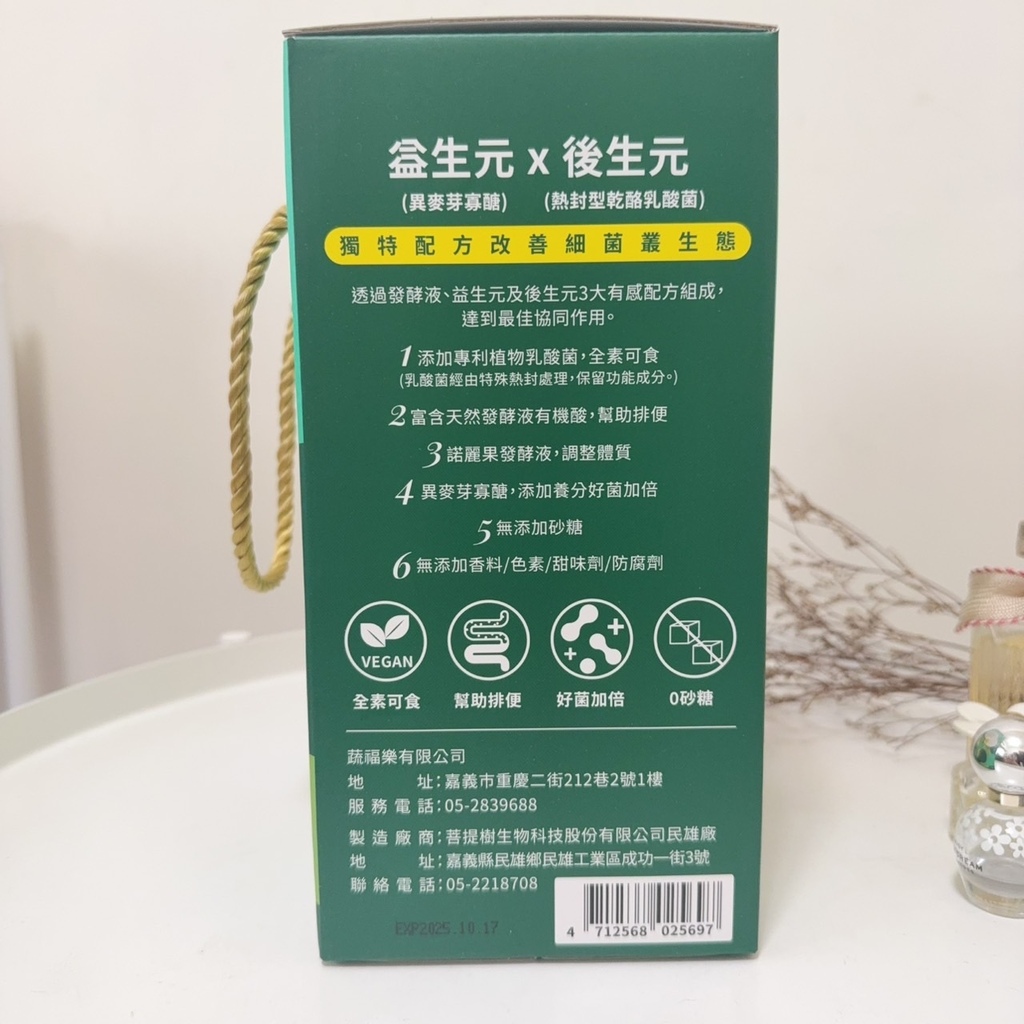 益生元 x 後生元
(異麥芽寡醣) (熱封型乾酪乳酸菌)
獨特配方改善細菌叢生態
透過發酵液、益生元及後生元3大有感配方組成，
達到最佳協同作用。
1 添加專利植物乳酸菌，全素可食
(乳酸菌經由特殊熱封處理，保留功能成分。)
2 富含天然發酵液有機酸，幫助排便
3 諾麗果發酵液，調整體質
4 異麥芽寡醣，添加養分好菌加倍
5 無添加砂糖
6 無添加香料/色素/甜味劑/防腐劑
VEGAN
全素可食 幫助排便 好菌加倍 0砂糖
蔬福樂有限公司
地 址：嘉義市重慶二街212巷2號1樓
服務電話：05-2839688
製造廠商：菩提樹生物科技股份有限公司民雄廠
地 址：嘉義縣民雄鄉民雄工業區成功一街3號
聯絡電話：05-2218708
EXP2025.10.17
4 712568 025697